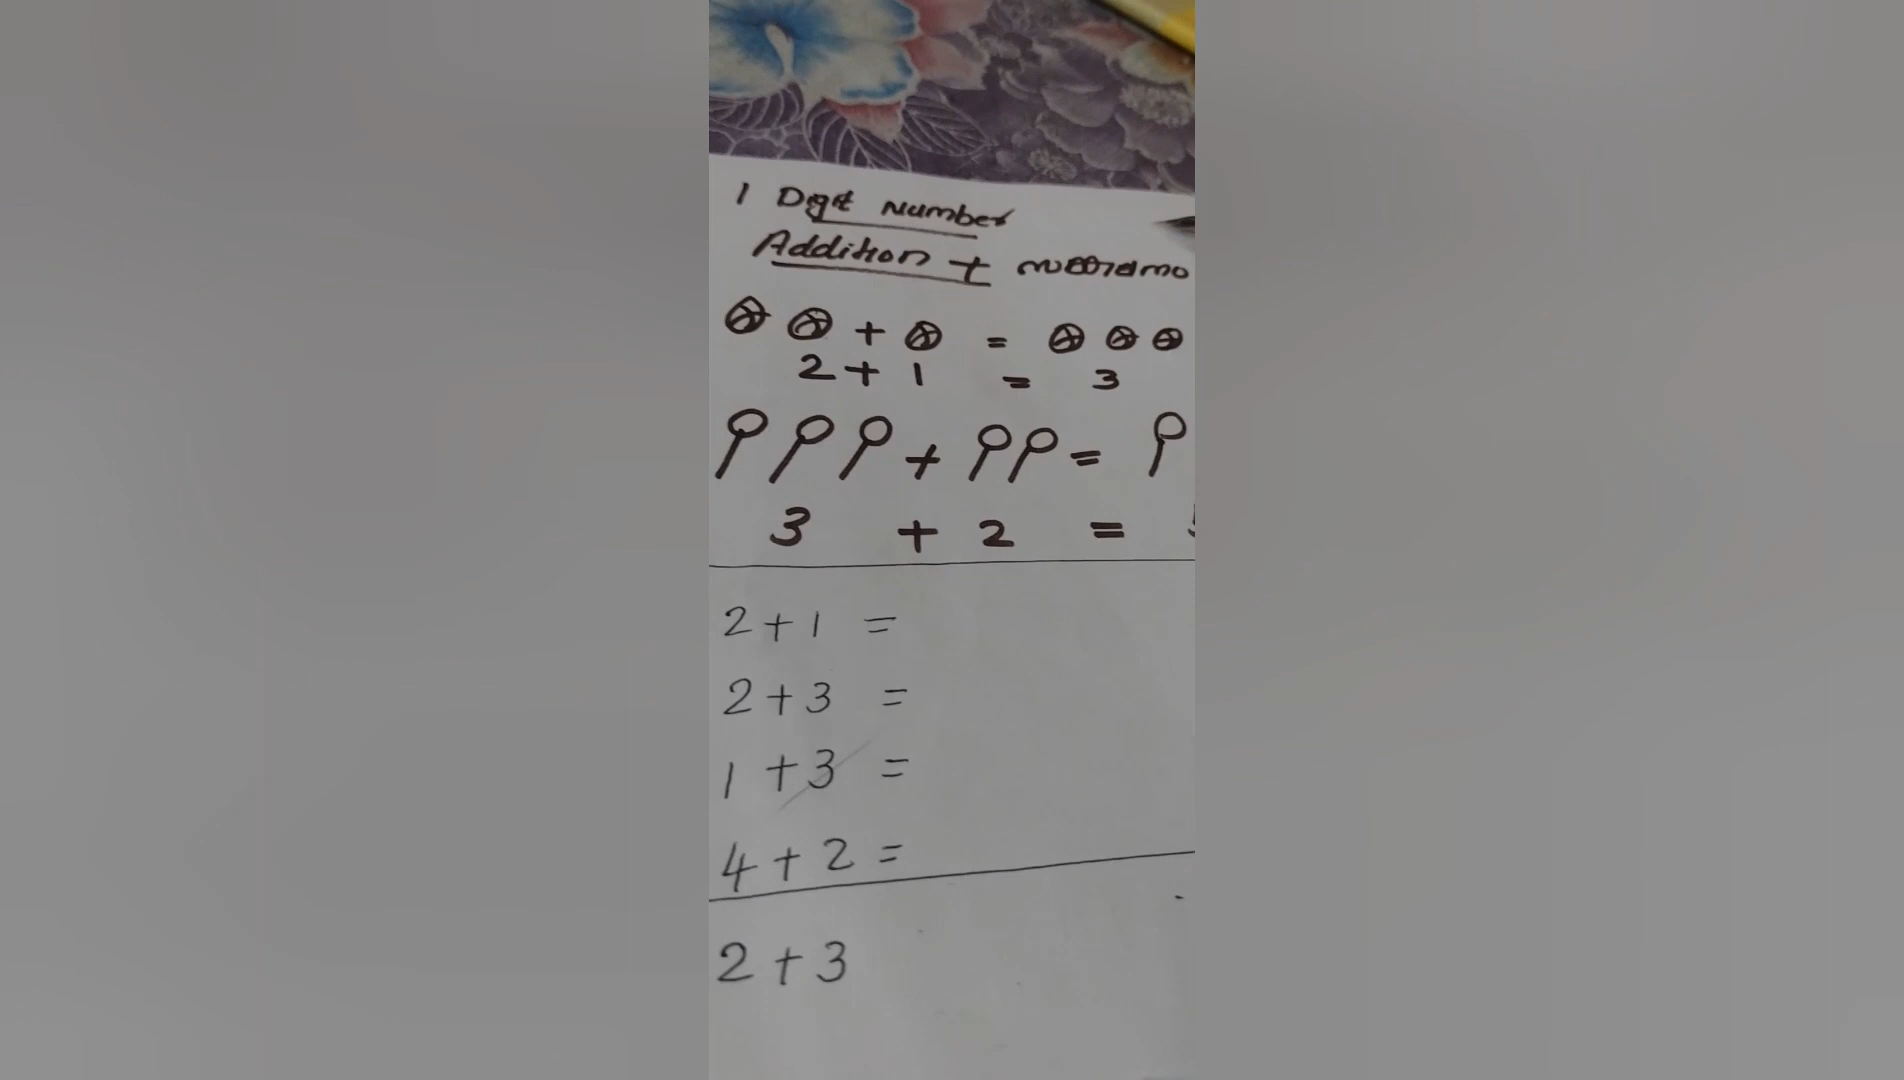 1 Digit Number
Addition +
+ =
2 + 1 = 3
+ =
3 + 2 =
2 + 1 =
2 + 3 =
1 + 3 =
4 + 2 =
2 + 3